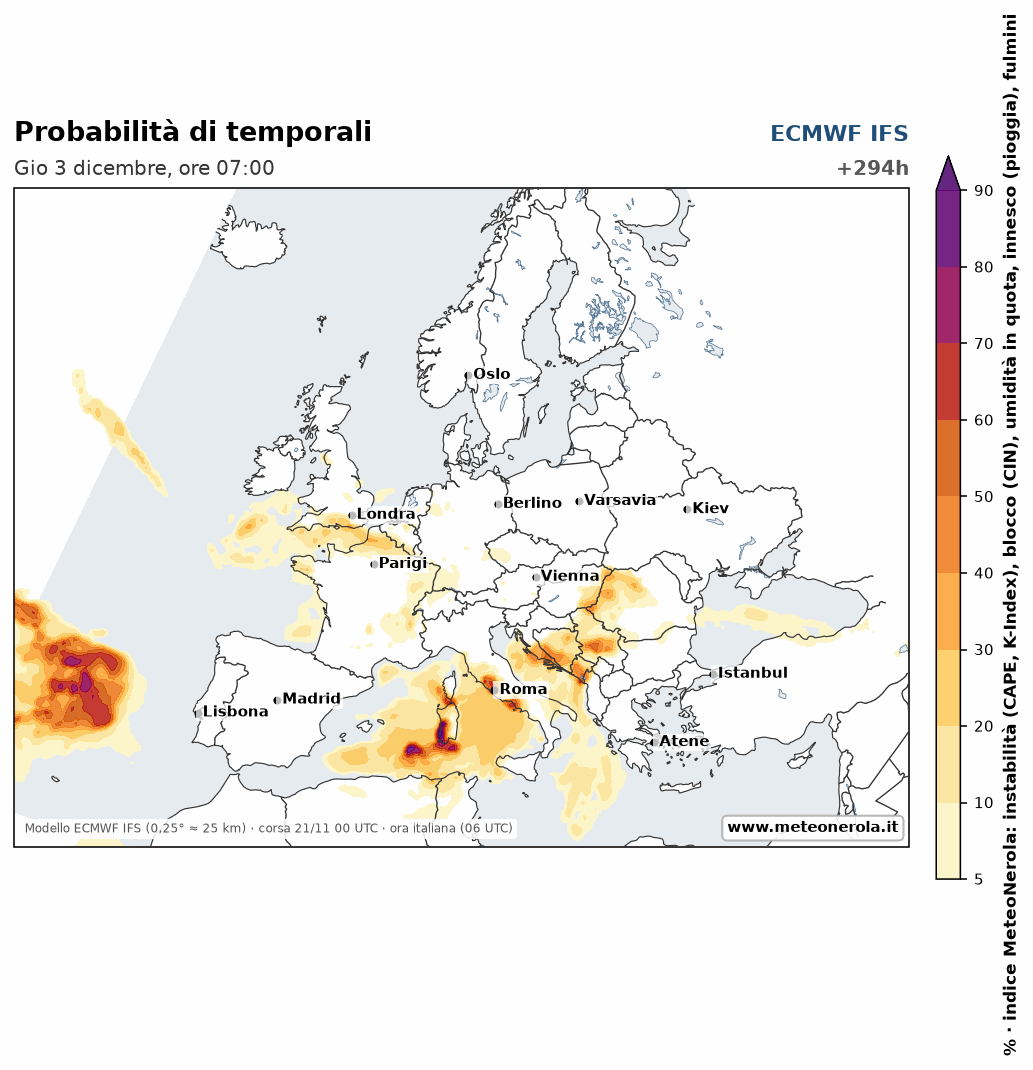 Probabilità di temporali
ECMWF IFS
Gio 3 dicembre, ore 07:00
+294h
Oslo
Londra
Berlino
Varsavia
Kiev
Parigi
Vienna
Istanbul
Roma
Madrid
Lisbona
Atene
Modello ECMWF IFS (0,25° ≈ 25 km) · corsa 21/11 00 UTC · ora italiana (06 UTC)
www.meteonerola.it
90
80
70
60
50
40
30
20
10
5
% · indice MeteoNerola: instabilità (CAPE, K-Index), blocco (CIN), umidità in quota, innesco (pioggia), fulmini